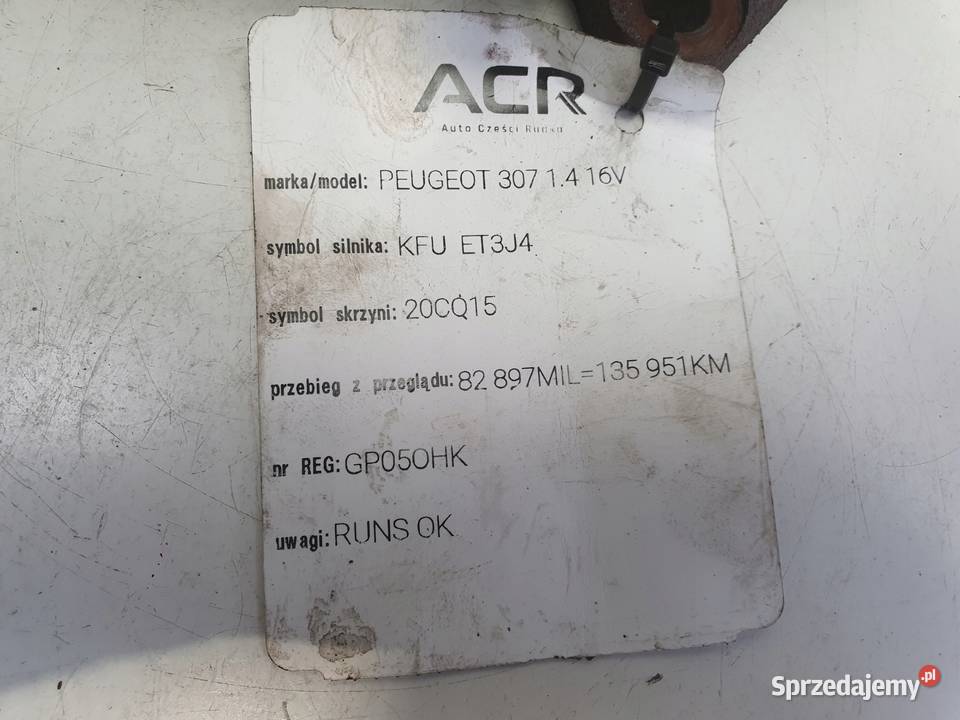 ACR
Auto Części Rudka
marka/model: PEUGEOT 307 1.4 16V
symbol silnika: KFU ET3J4
symbol skrzyni: 20CQ15
przebieg z przeglądu: 82 897MIL=135 951KM
nr REG: GP05OHK
uwagi: RUNS OK
Sprzedajemy.pl